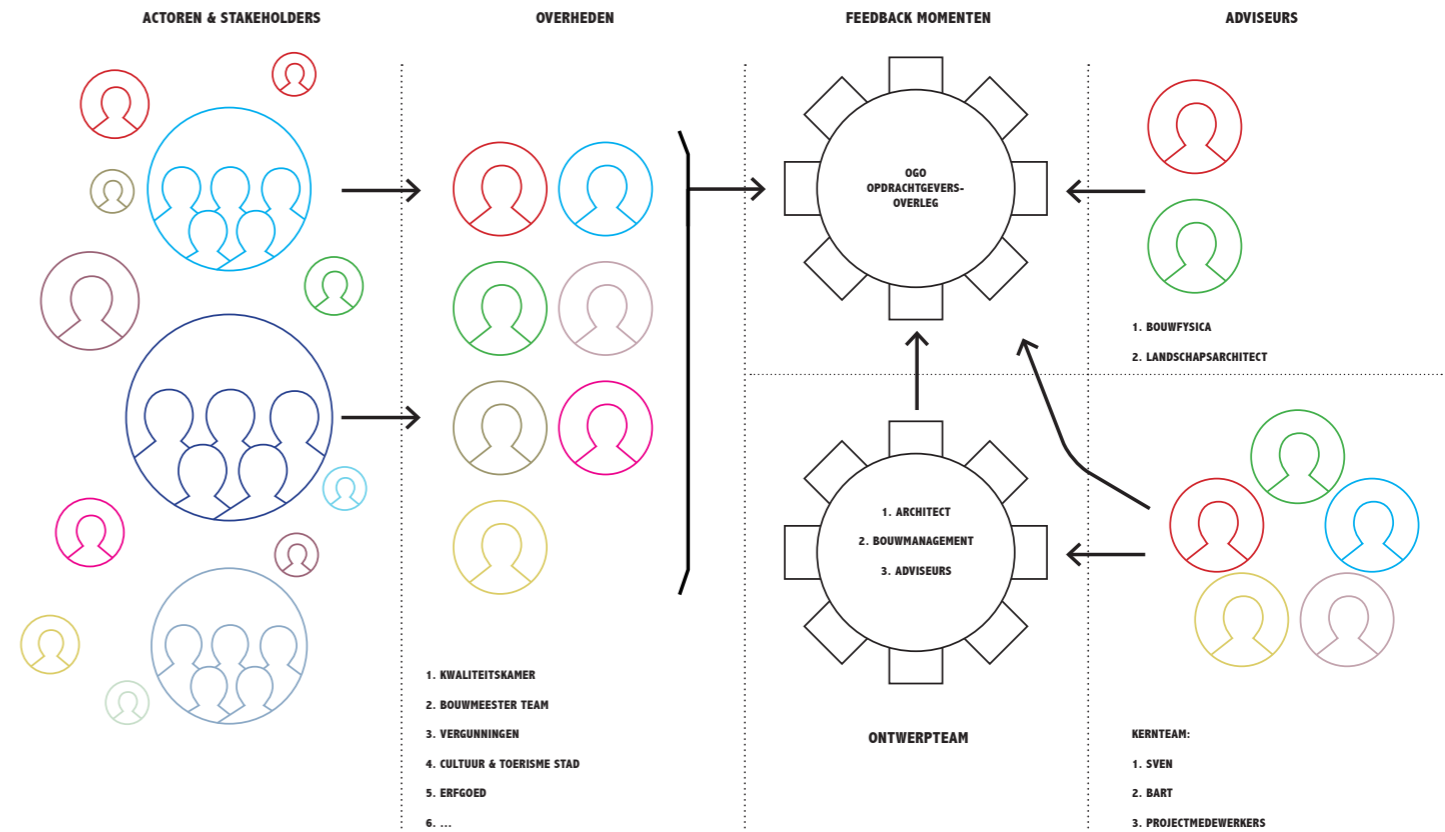 ACTOREN & STAKEHOLDERS
OVERHEDEN
FEEDBACK MOMENTEN
ADVISEURS
OGO
OPDRACHTGEVERS-
OVERLEG
1. BOUWFYSICA
2. LANDSCHAPSARCHITECT
1. ARCHITECT
2. BOUWMANAGEMENT
3. ADVISEURS
1. KWALITEITSKAMER
2. BOUWMEESTER TEAM
3. VERGUNNINGEN
4. CULTUUR & TOERISME STAD
5. ERFGOED
6. ...
ONTWERPTEAM
KERNTEAM:
1. SVEN
2. BART
3. PROJECTMEDEWERKERS